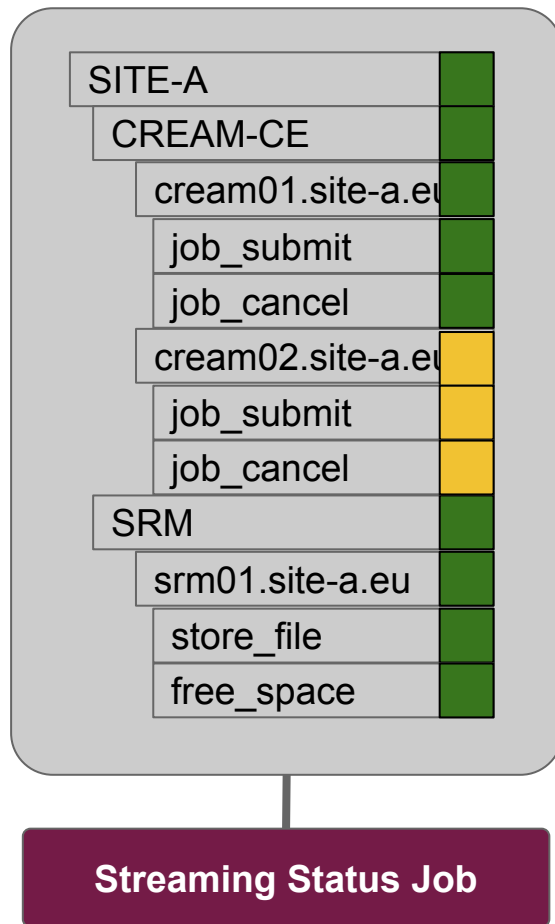 SITE-A
CREAM-CE
cream01.site-a.eu
job_submit
job_cancel
cream02.site-a.eu
job_submit
job_cancel
SRM
srm01.site-a.eu
store_file
free_space
Streaming Status Job